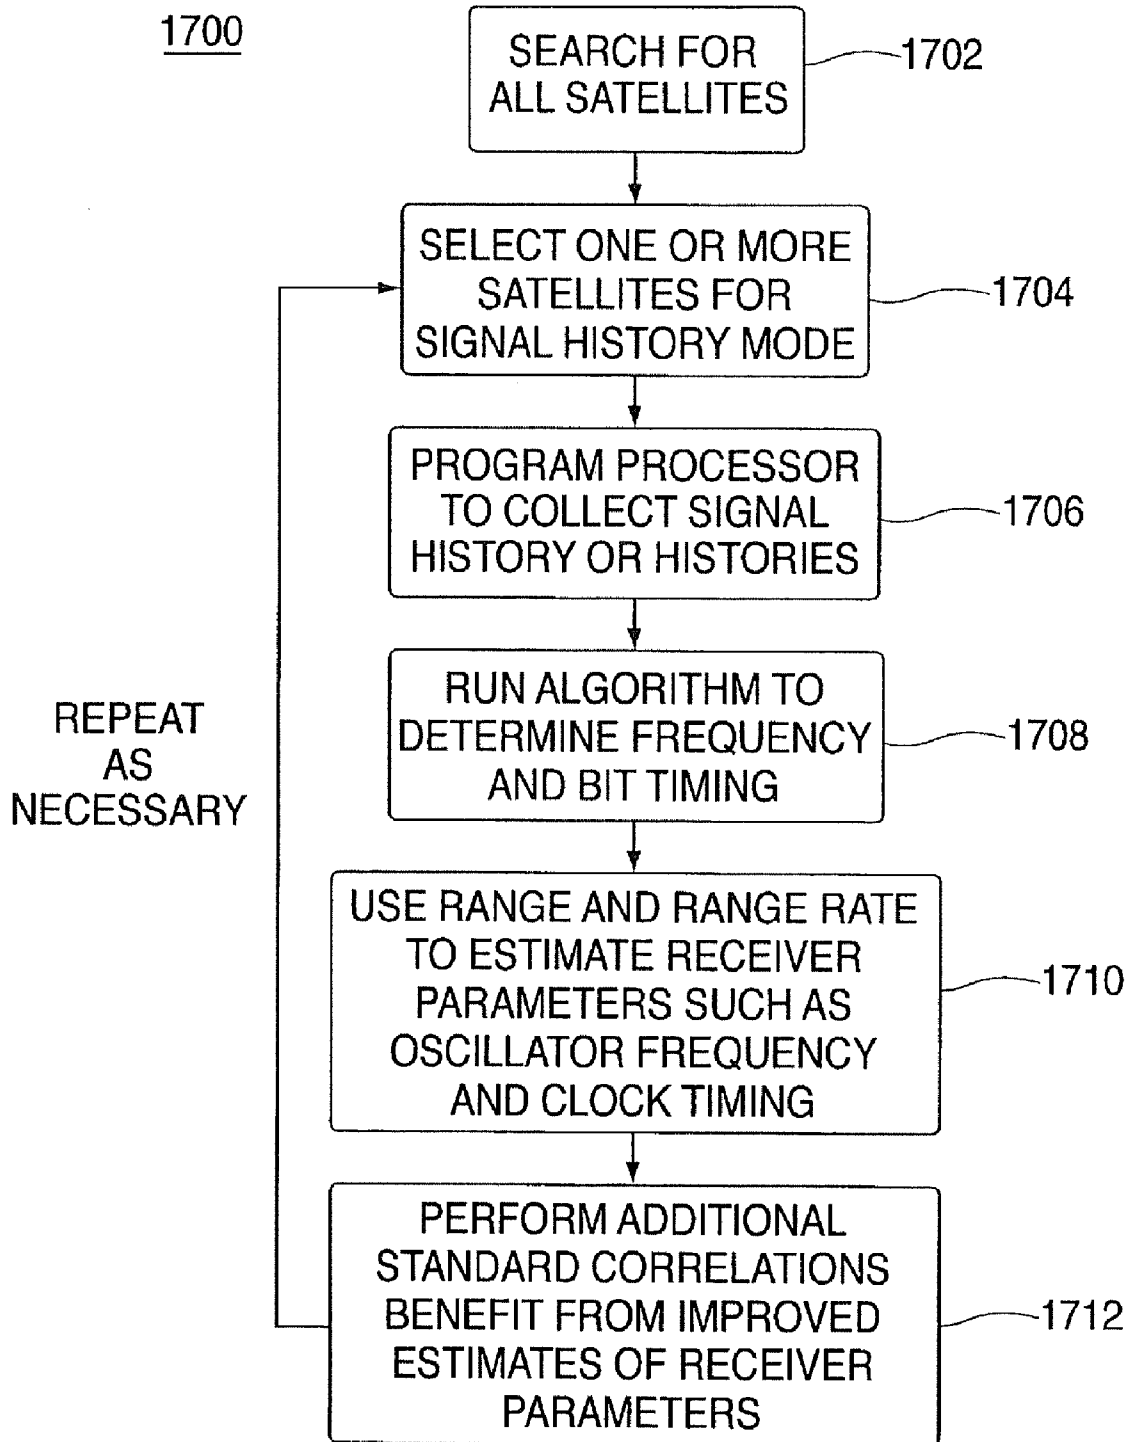 1700
SEARCH FOR
ALL SATELLITES
1702
SELECT ONE OR MORE
SATELLITES FOR
SIGNAL HISTORY MODE
1704
PROGRAM PROCESSOR
TO COLLECT SIGNAL
HISTORY OR HISTORIES
1706
RUN ALGORITHM TO
DETERMINE FREQUENCY
AND BIT TIMING
1708
REPEAT
AS
NECESSARY
USE RANGE AND RANGE RATE
TO ESTIMATE RECEIVER
PARAMETERS SUCH AS
OSCILLATOR FREQUENCY
AND CLOCK TIMING
1710
PERFORM ADDITIONAL
STANDARD CORRELATIONS
BENEFIT FROM IMPROVED
ESTIMATES OF RECEIVER
PARAMETERS
1712